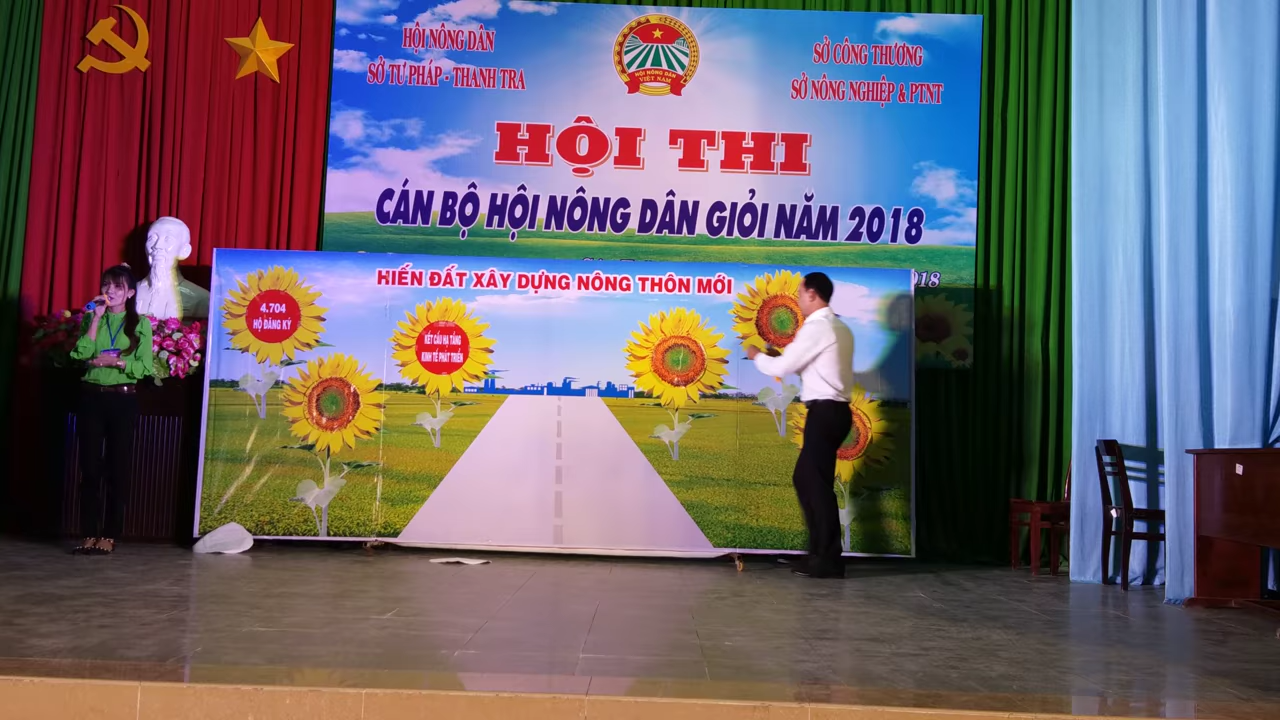 HỘI NÔNG DÂN
SỞ TƯ PHÁP - THANH TRA
HỘI NÔNG DÂN
VIỆT NAM
SỞ CÔNG THƯƠNG
SỞ NÔNG NGHIỆP & PTNT
HỘI THI
CÁN BỘ HỘI NÔNG DÂN GIỎI NĂM 2018
2018
HIẾN ĐẤT XÂY DỰNG NÔNG THÔN MỚI
4.704
HỘ ĐĂNG KÝ
KẾT CẤU HẠ TẦNG
KINH TẾ PHÁT TRIỂN